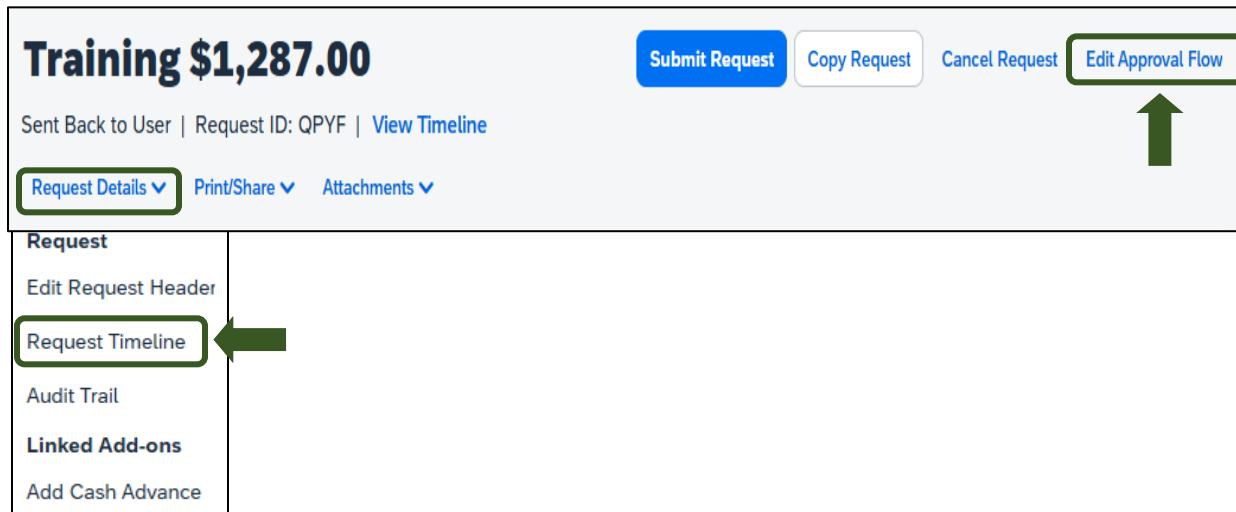 Training $1,287.00
Submit Request Copy Request Cancel Request Edit Approval Flow
Sent Back to User | Request ID: QPYF | View Timeline
Request Details Print/Share Attachments
Request
Edit Request Header
Request Timeline
Audit Trail
Linked Add-ons
Add Cash Advance